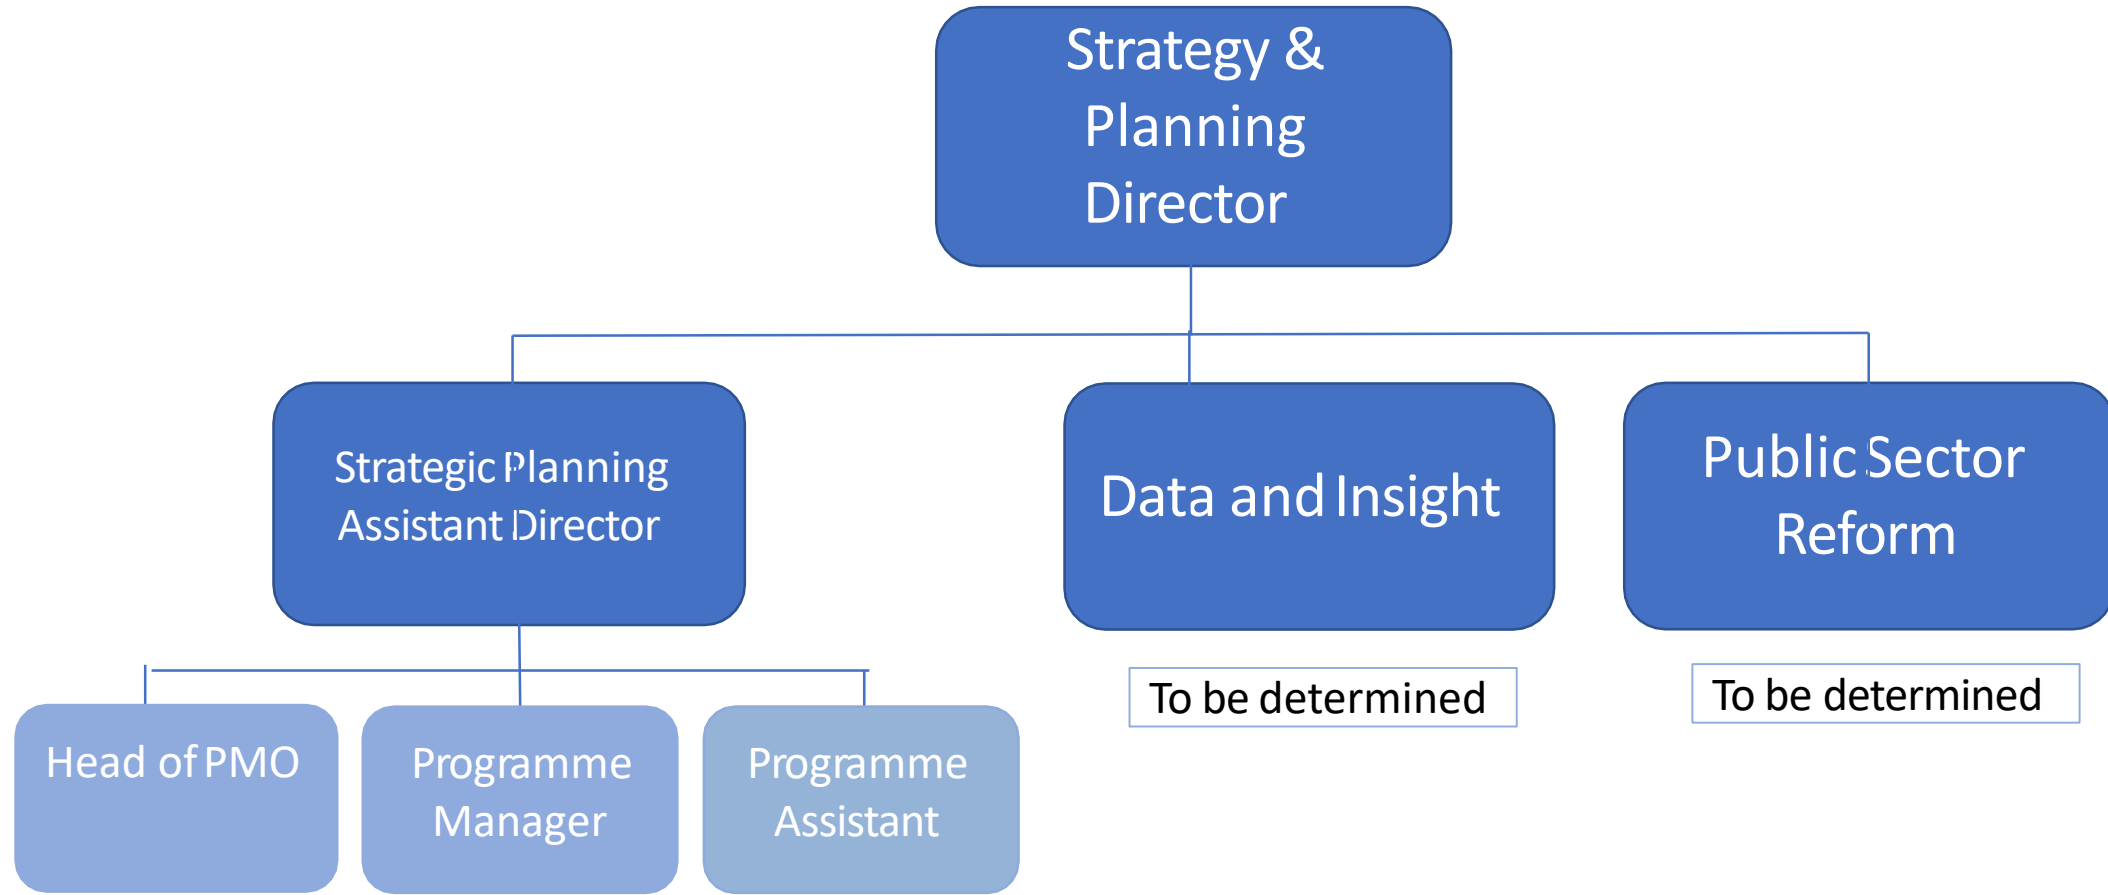 Strategy &
Planning
Director
Strategic Planning
Assistant Director
Data and Insight
Public Sector
Reform
To be determined
To be determined
Head of PMO
Programme
Manager
Programme
Assistant